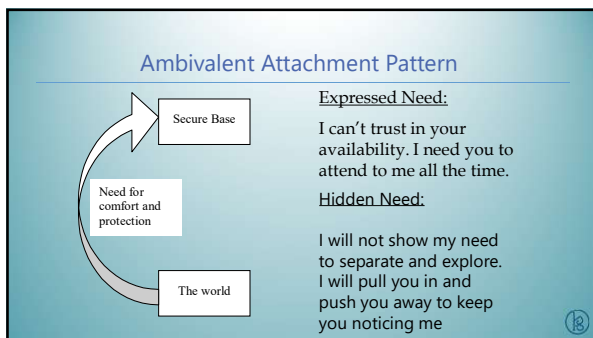 Ambivalent Attachment Pattern
Secure Base
Need for
comfort and
protection
The world
Expressed Need:
I can’t trust in your
availability. I need you to
attend to me all the time.
Hidden Need:
I will not show my need
to separate and explore.
I will pull you in and
push you away to keep
you noticing me